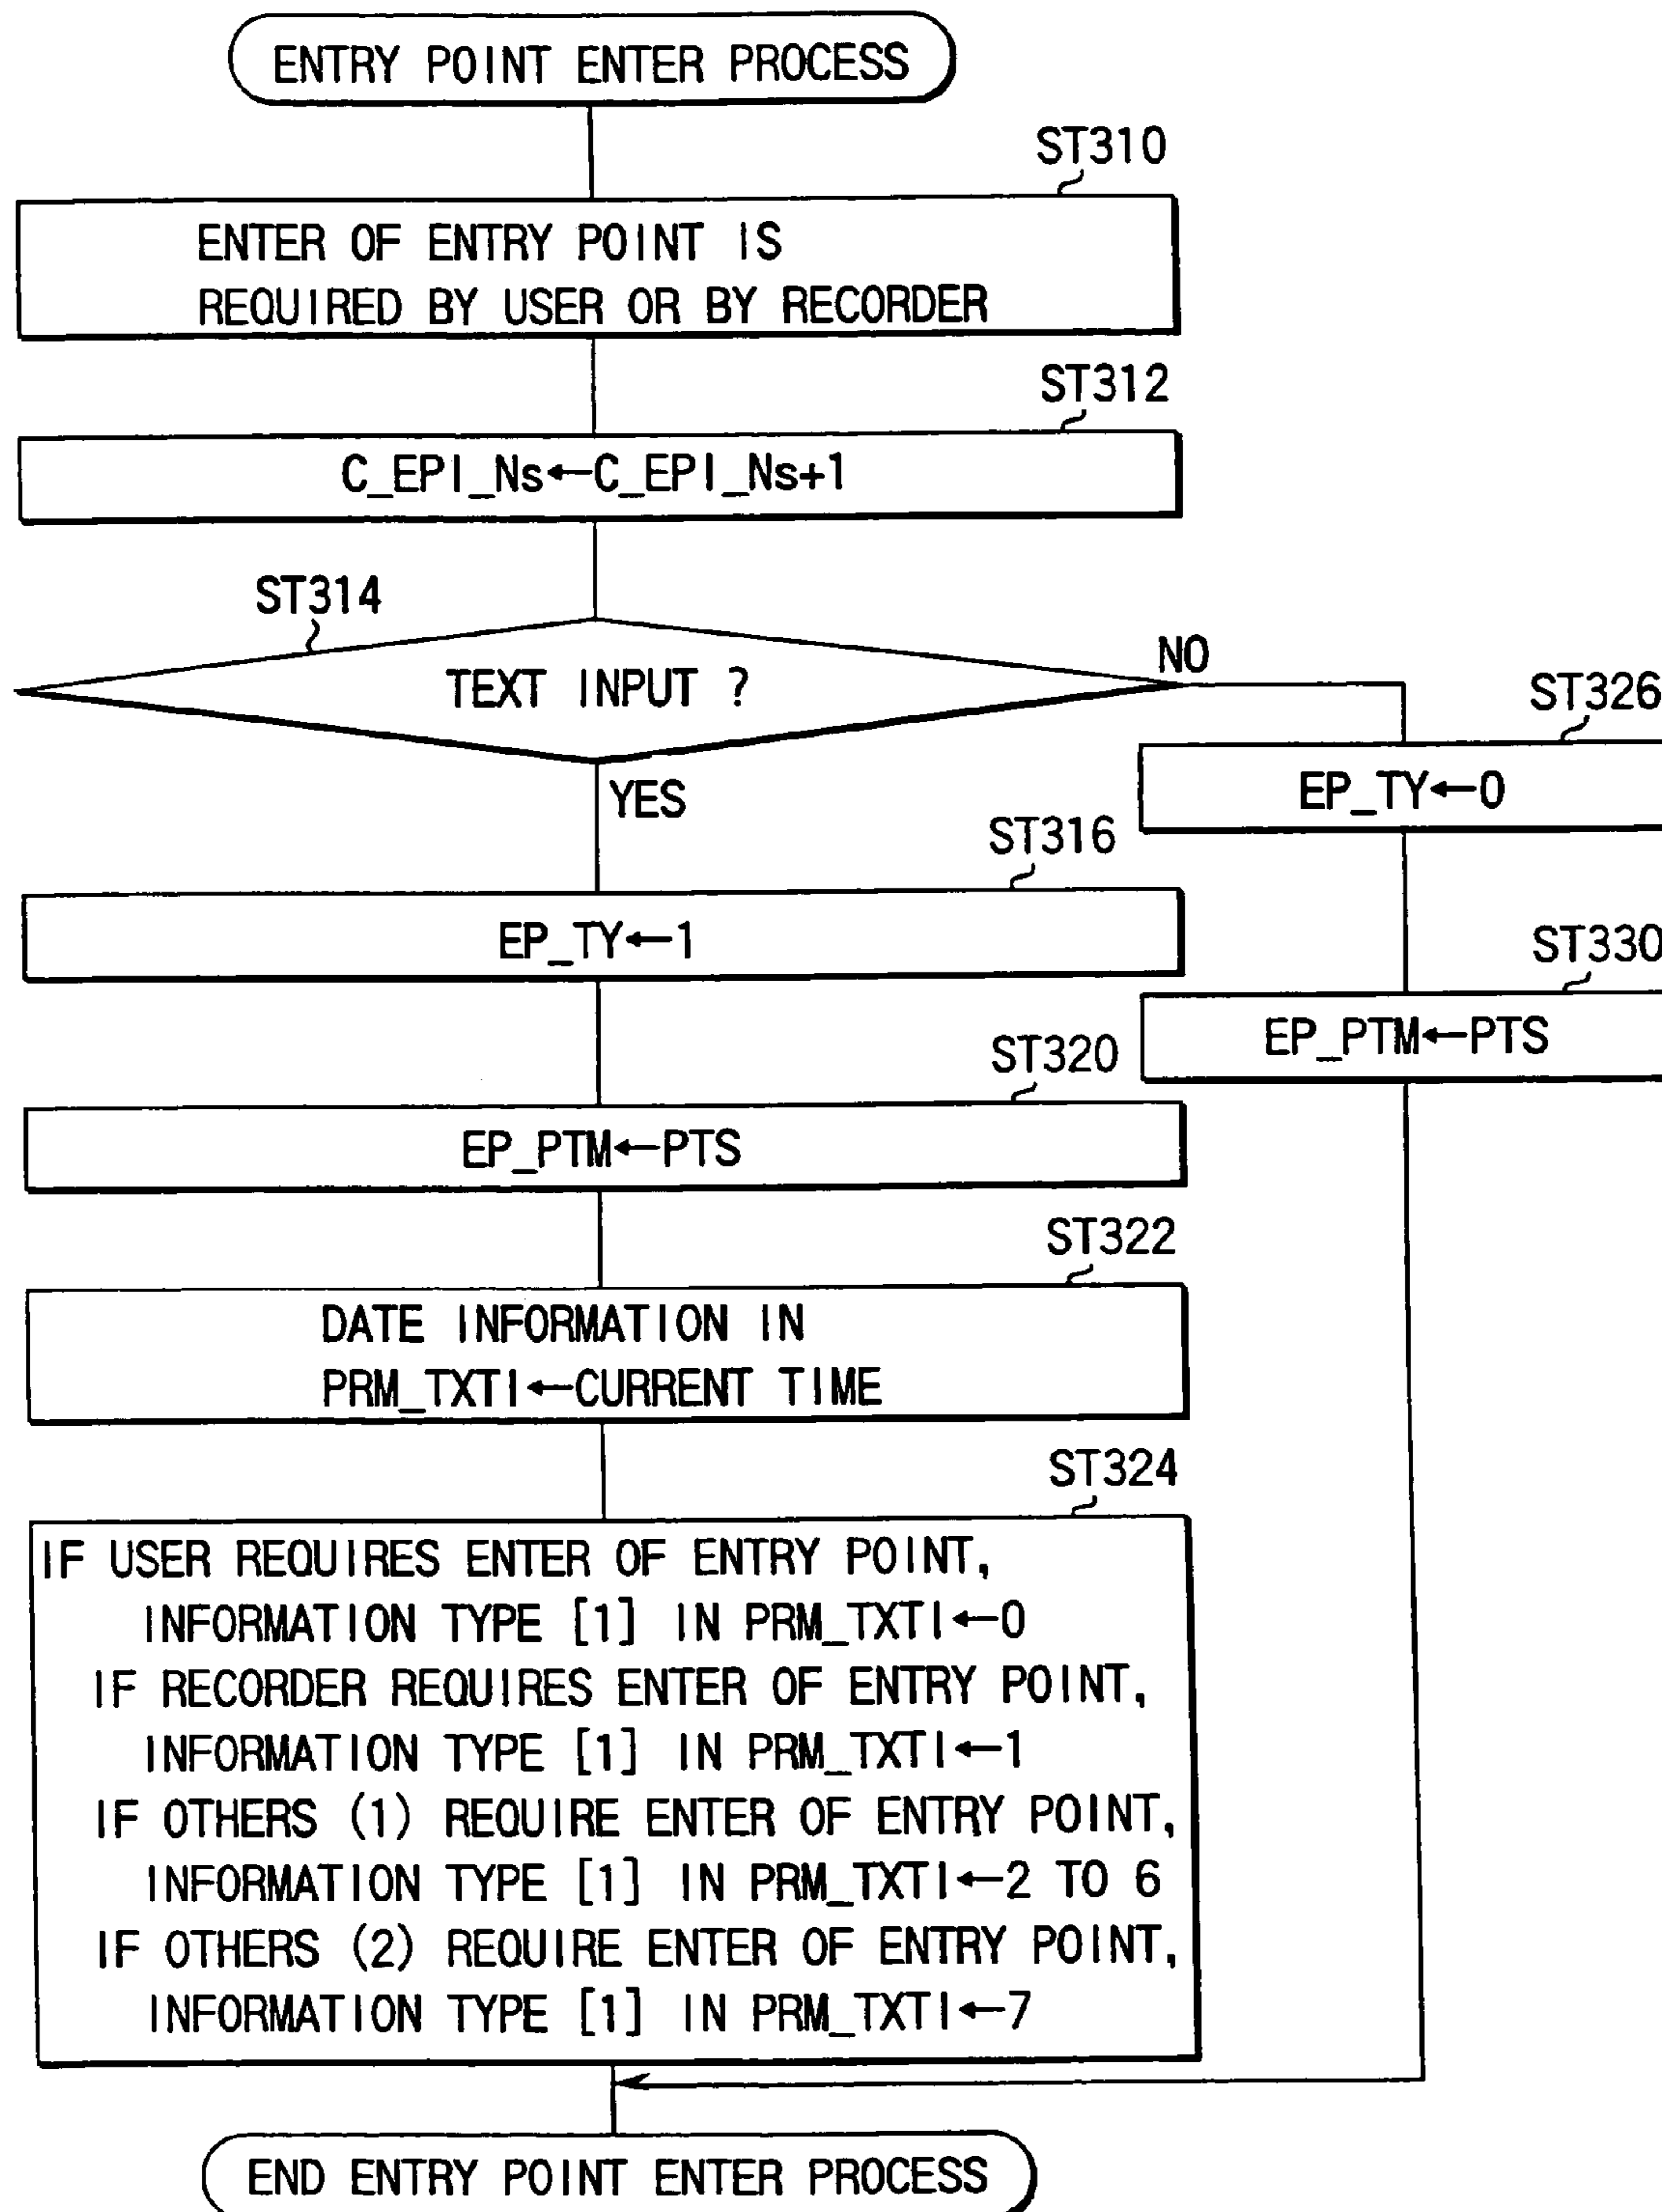 ENTRY POINT ENTER PROCESS
ST310
ENTER OF ENTRY POINT IS
REQUIRED BY USER OR BY RECORDER
ST312
C_EPI_Ns←C_EPI_Ns+1
ST314
TEXT INPUT ?
NO
YES
ST326
EP_TY←0
ST316
EP_TY←1
ST330
EP_PTM←PTS
ST320
EP_PTM←PTS
ST322
DATE INFORMATION IN
PRM_TXTI←CURRENT TIME
ST324
IF USER REQUIRES ENTER OF ENTRY POINT,
INFORMATION TYPE [1] IN PRM_TXTI←0
IF RECORDER REQUIRES ENTER OF ENTRY POINT,
INFORMATION TYPE [1] IN PRM_TXTI←1
IF OTHERS (1) REQUIRE ENTER OF ENTRY POINT,
INFORMATION TYPE [1] IN PRM_TXTI←2 TO 6
IF OTHERS (2) REQUIRE ENTER OF ENTRY POINT,
INFORMATION TYPE [1] IN PRM_TXTI←7
END ENTRY POINT ENTER PROCESS